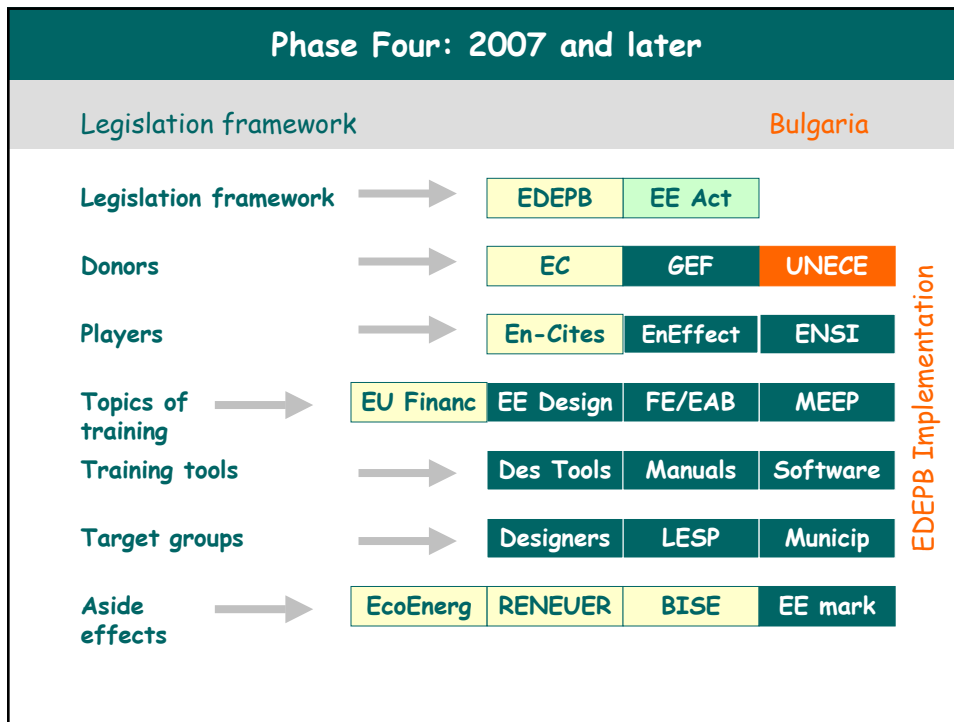 Phase Four: 2007 and later
Legislation framework Bulgaria
Legislation framework EDEPB EE Act
Donors EC GEF UNECE
Players En-Cites EnEffect ENSI
Topics of training EU Financ EE Design FE/EAB MEEP
Training tools Des Tools Manuals Software
Target groups Designers LESP Municip
Aside effects EcoEnerg RENEUER BISE EE mark
EDEPB Implementation